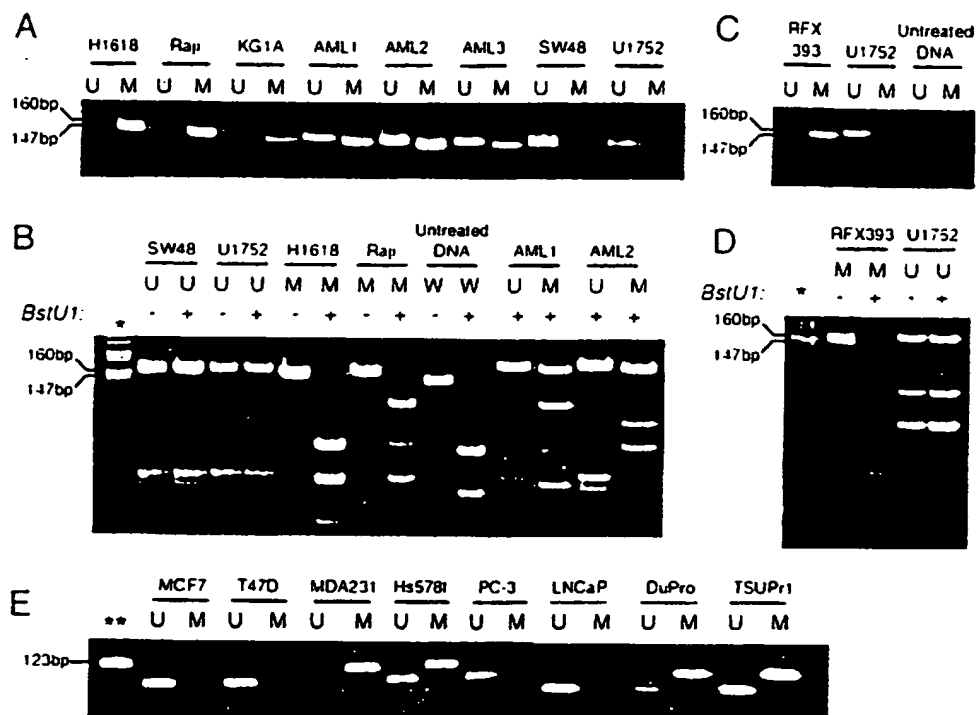 A
H1618 Rap KG1A AML1 AML2 AML3 SW48 U1752
U M U M U M U M U M U M U M U M
160bp
147bp
C
RFX 393 U1752 Untreated DNA
U M U M U M
160bp
147bp
B
SW48 U1752 H1618 Rap Untreated DNA AML1 AML2
U U U U M M M M W W U M U M
BstU1: * - + - + - + - + - + + + + +
160bp
147bp
D
RFX393 U1752
M M U U
BstU1: * - + - +
160bp
147bp
E
MCF7 T47D MDA231 Hs578t PC-3 LNCaP DuPro TSUPr1
** U M U M U M U M U M U M U M U M
123bp